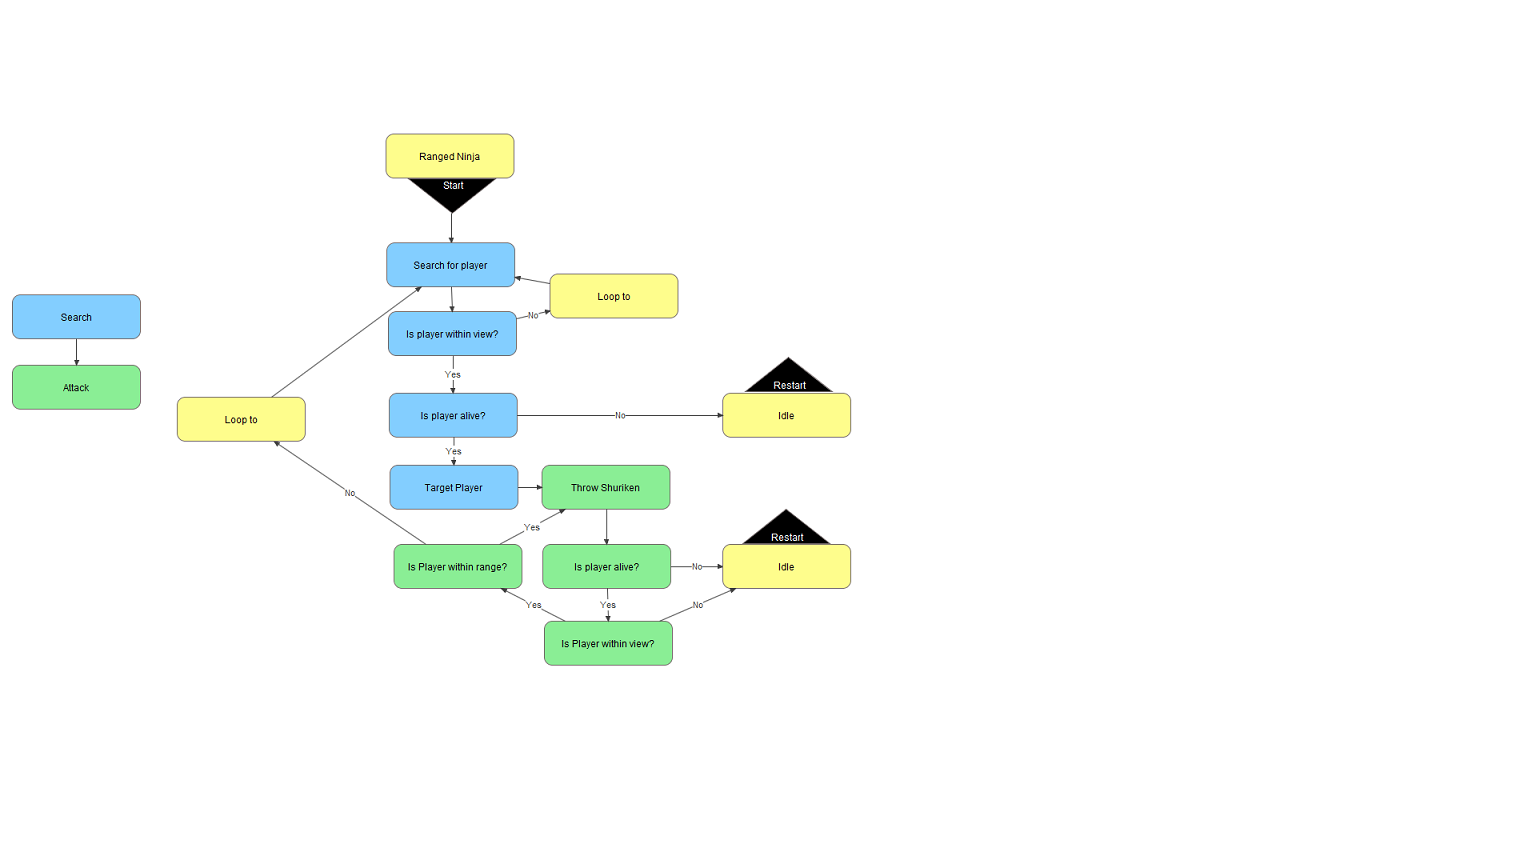 Ranged Ninja
Start
Search for player
Loop to
Search
Is player within view?
No
Yes
Restart
Attack
Loop to
Is player alive?
No
Idle
Yes
Target Player
Throw Shuriken
No
Yes
Restart
Is Player within range?
Is player alive?
No
Idle
Yes
Yes
No
Is Player within view?